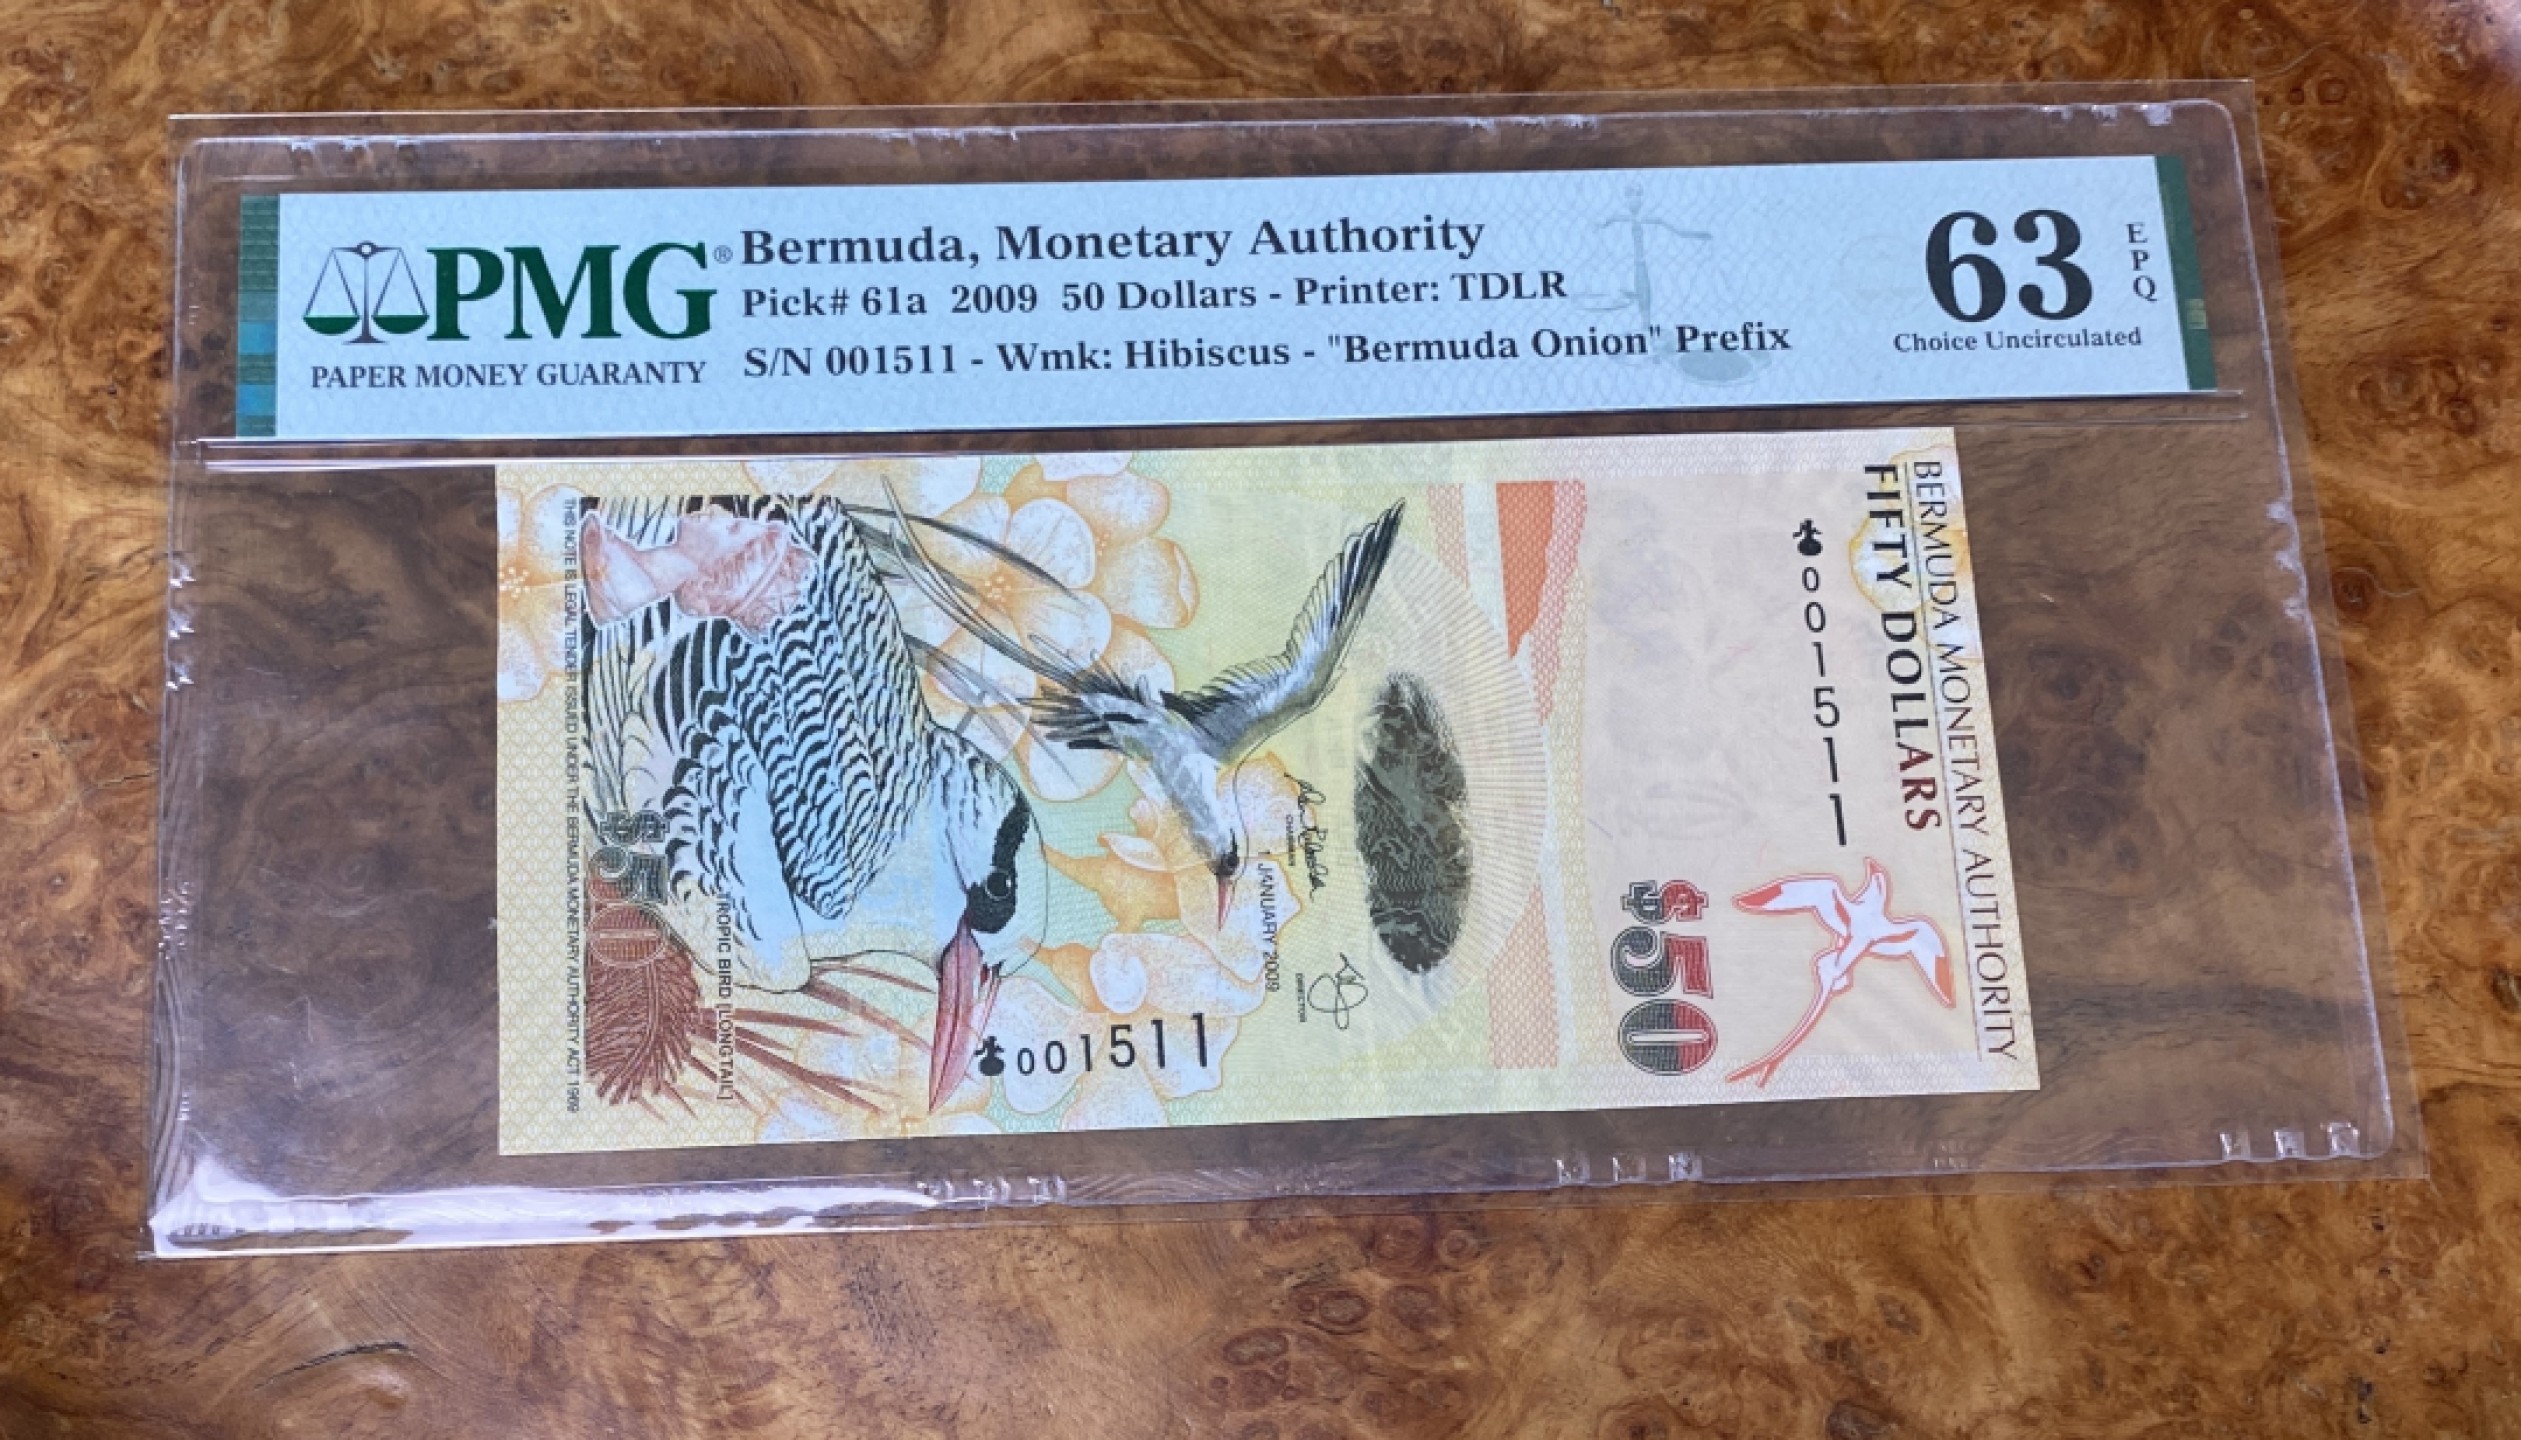 PMG®
PAPER MONEY GUARANTY
Bermuda, Monetary Authority
Pick# 61a 2009 50 Dollars - Printer: TDLR
S/N 001511 - Wmk: Hibiscus - "Bermuda Onion" Prefix
63
EPQ
Choice Uncirculated
BERMUDA MONETARY AUTHORITY
FIFTY DOLLARS
001511
$50
CHAIRMAN
1 JANUARY 2009
DIRECTOR
001511
TROPIC BIRD [LONGTAIL]
$50
THIS NOTE IS LEGAL TENDER ISSUED UNDER THE BERMUDA MONETARY AUTHORITY ACT 1969